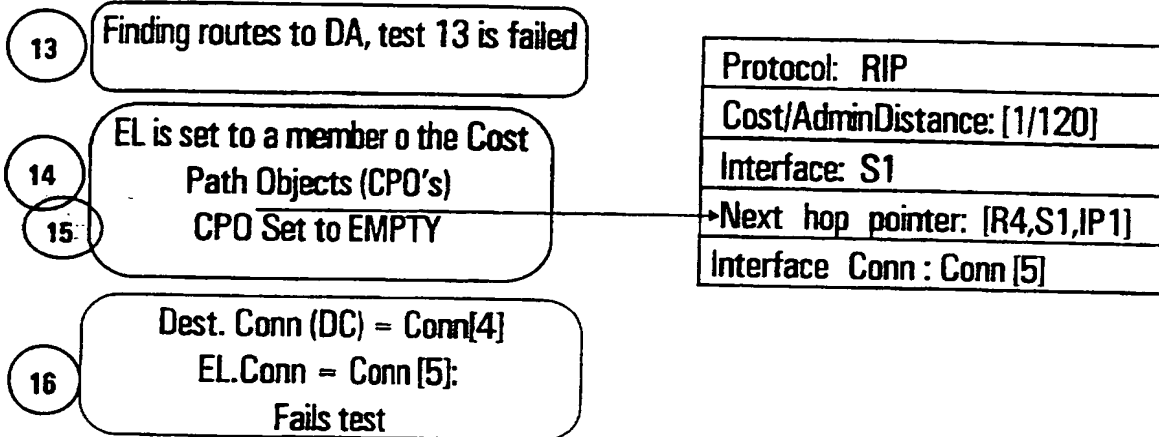 13
Finding routes to DA, test 13 is failed
14
15
EL is set to a member o the Cost
Path Objects (CPO's)
CPO Set to EMPTY
Protocol: RIP
Cost/AdminDistance: [1/120]
Interface: S1
Next hop pointer: [R4,S1,IP1]
Interface Conn : Conn [5]
16
Dest. Conn (DC) = Conn[4]
EL.Conn = Conn [5]:
Fails test